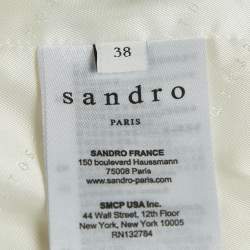 38
sandro
PARIS
SANDRO FRANCE
150 boulevard Haussmann
75008 Paris
www.sandro-paris.com
SMCP USA Inc.
44 Wall Street, 12th Floor
New York, New York 10005
RN132784